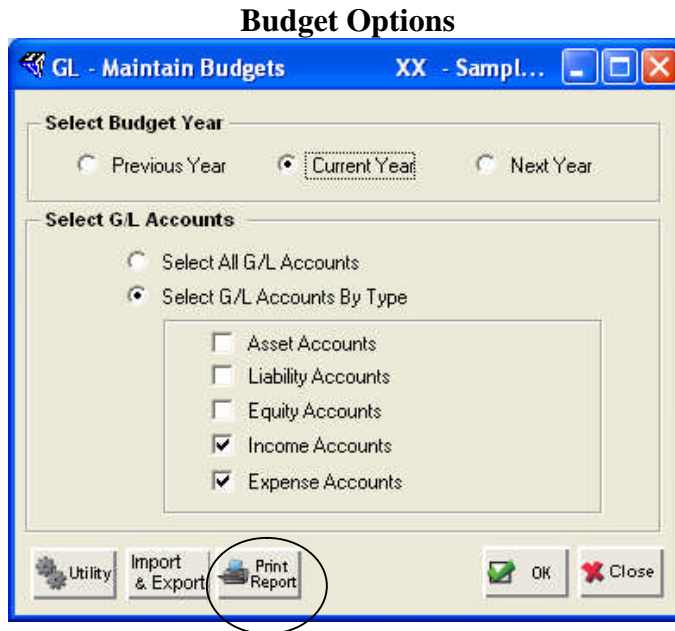 Budget Options
GL - Maintain Budgets XX - Sampl...
Select Budget Year
Previous Year Current Year Next Year
Select G/L Accounts
Select All G/L Accounts
Select G/L Accounts By Type
Asset Accounts
Liability Accounts
Equity Accounts
Income Accounts
Expense Accounts
Utility Import & Export Print Report OK Close